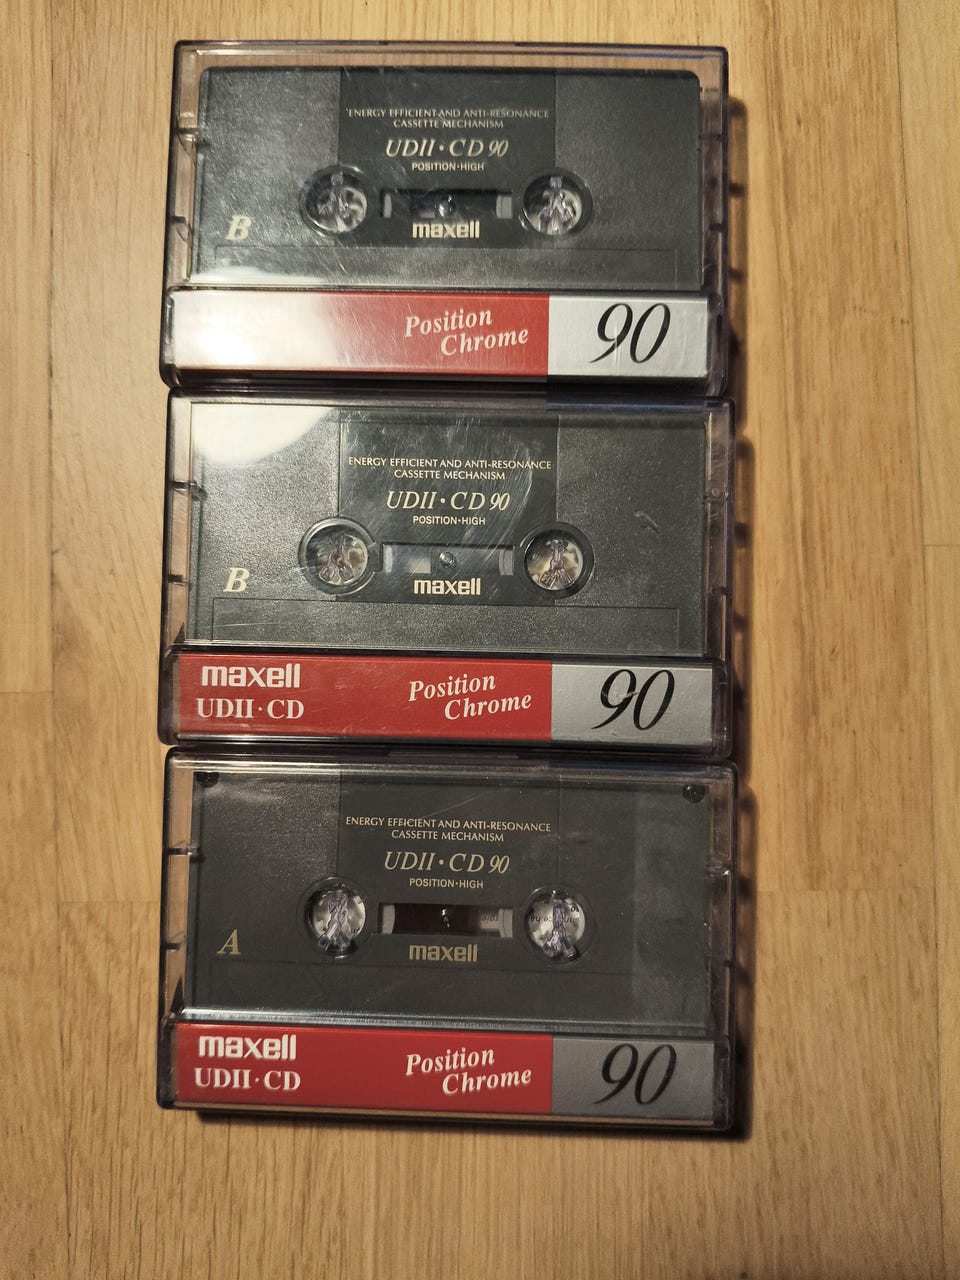 ENERGY EFFICIENT AND ANTI-RESONANCE
CASSETTE MECHANISM
UDII·CD 90
POSITION·HIGH
B
maxell
Position
Chrome
90
ENERGY EFFICIENT AND ANTI-RESONANCE
CASSETTE MECHANISM
UDII·CD 90
POSITION·HIGH
B
maxell
maxell
UDII·CD
Position
Chrome
90
ENERGY EFFICIENT AND ANTI-RESONANCE
CASSETTE MECHANISM
UDII·CD 90
POSITION·HIGH
A
maxell
maxell
UDII·CD
Position
Chrome
90